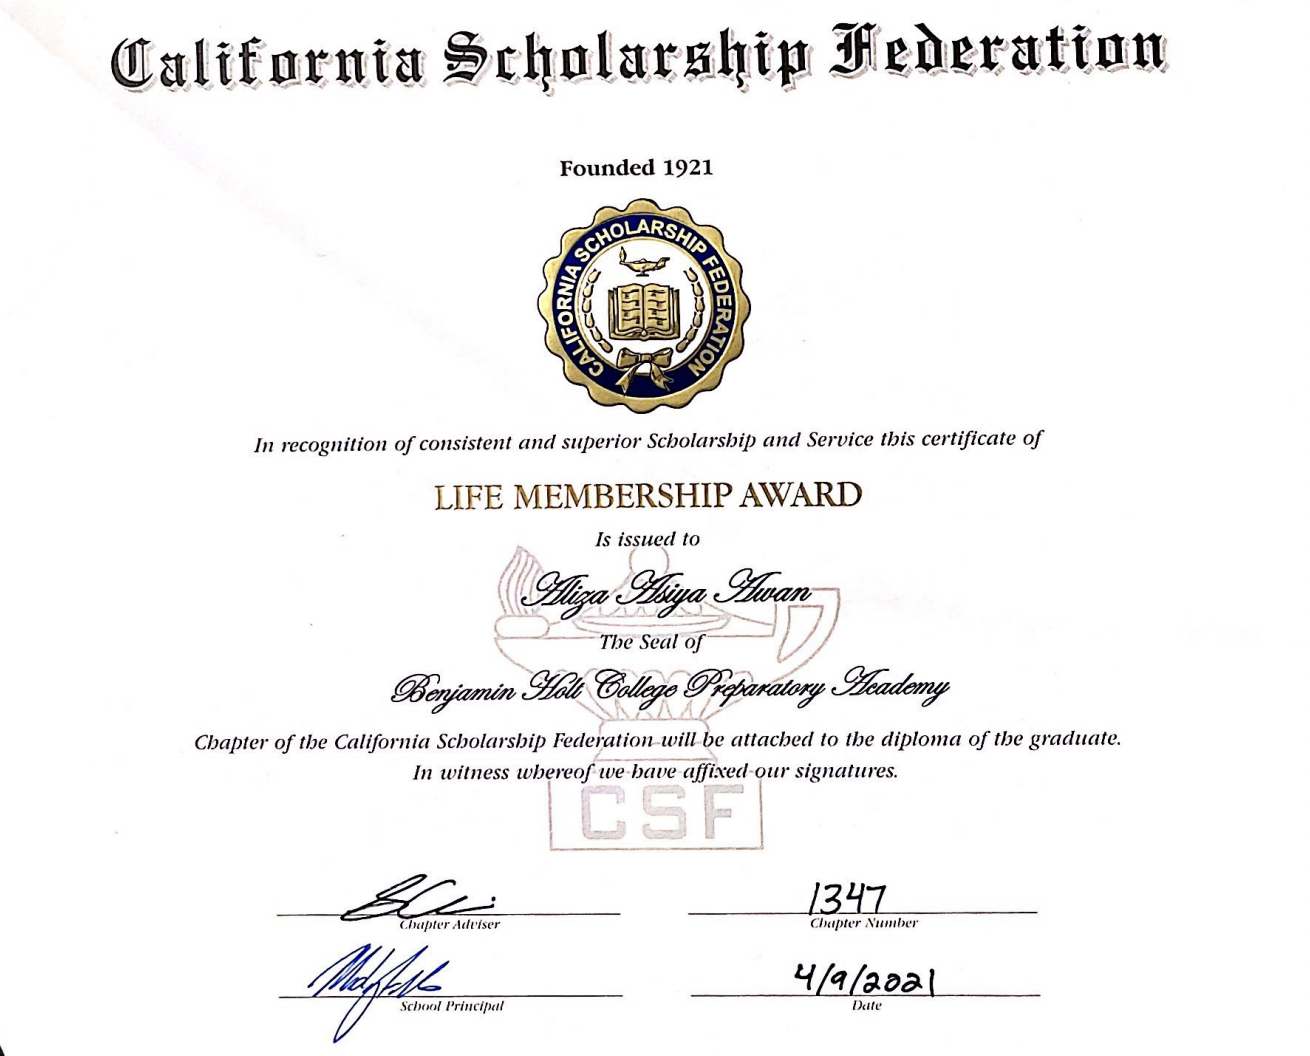 California Scholarship Federation
Founded 1921
CALIFORNIA SCHOLARSHIP FEDERATION
In recognition of consistent and superior Scholarship and Service this certificate of
LIFE MEMBERSHIP AWARD
Is issued to
Aliza Asiya Awan
The Seal of
Benjamin Holt College Preparatory Academy
Chapter of the California Scholarship Federation will be attached to the diploma of the graduate.
In witness whereof we have affixed our signatures.
CSF
1347
Chapter Adviser Chapter Number
4/9/2021
School Principal Date